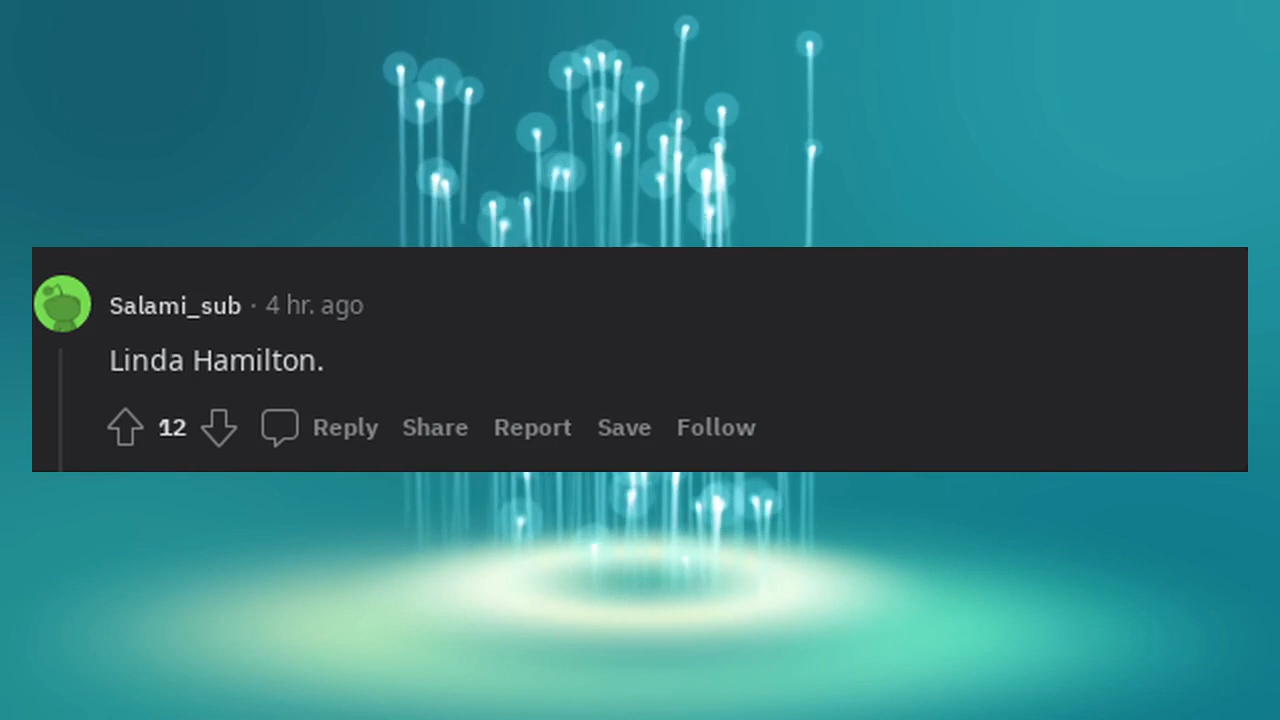 Salami_sub · 4 hr. ago
Linda Hamilton.
12 Reply Share Report Save Follow